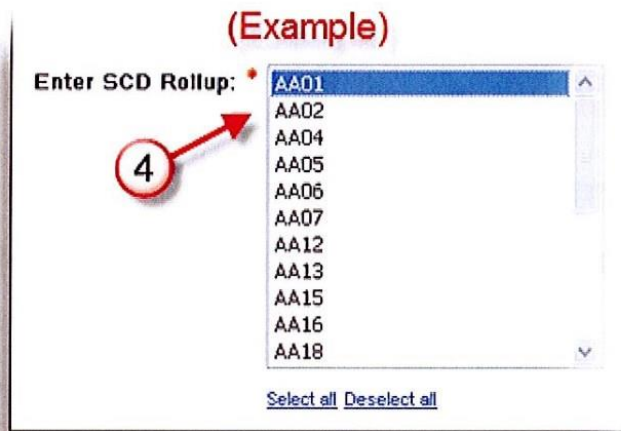 (Example)
Enter SCD Rollup: * AA01
AA02
4
AA04
AA05
AA06
AA07
AA12
AA13
AA15
AA16
AA18
Select all Deselect all